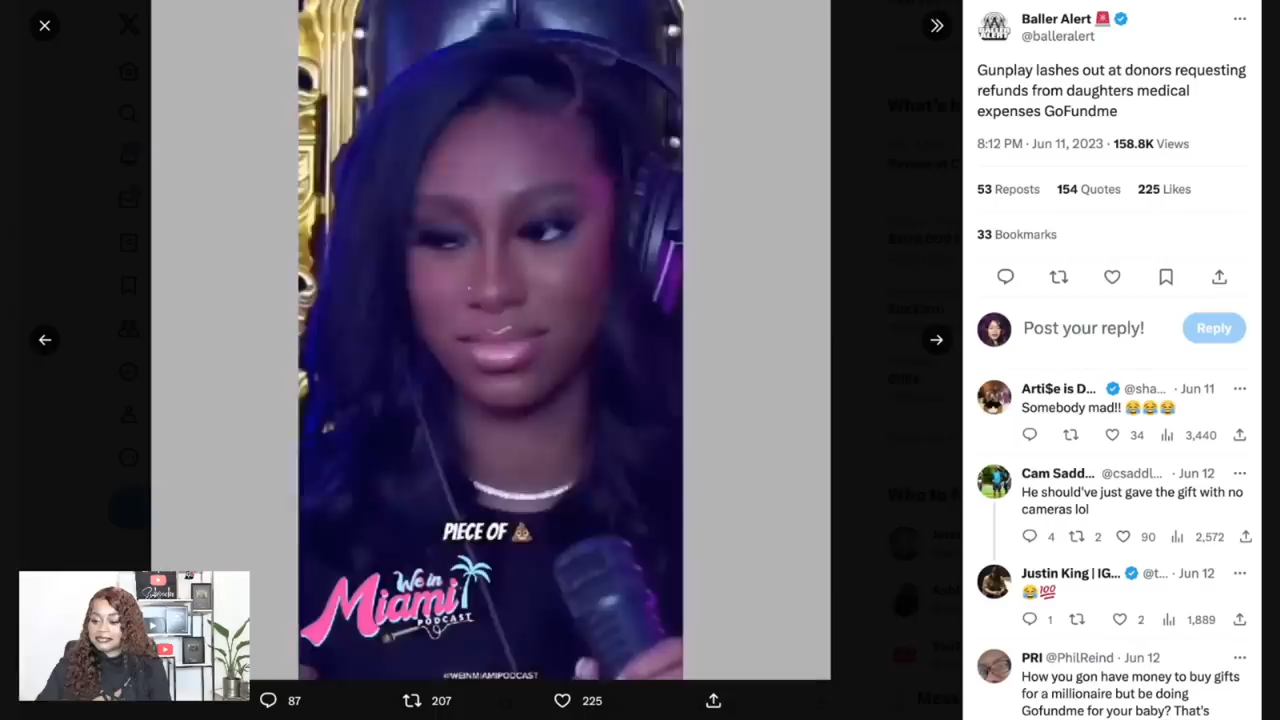 Baller Alert 🚨
@balleralert
Gunplay lashes out at donors requesting
refunds from daughters medical
expenses GoFundme
8:12 PM · Jun 11, 2023 · 158.8K Views
53 Reposts 154 Quotes 225 Likes
33 Bookmarks
Post your reply!
Reply
Arti$e is D... @sha... · Jun 11
Somebody mad!! 😂😂😂
34 3,440
Cam Sadd... @csaddl... · Jun 12
He should've just gave the gift with no
cameras lol
4 2 90 2,572
Justin King | IG... @t... · Jun 12
😂💯
1 2 1,889
PRI @PhilReind · Jun 12
How you gon have money to buy gifts
for a millionaire but be doing
Gofundme for your baby? That's
PIECE OF 💩
We in
Miami
PODCAST
@WEINMIAMIPODCAST
87 207 225